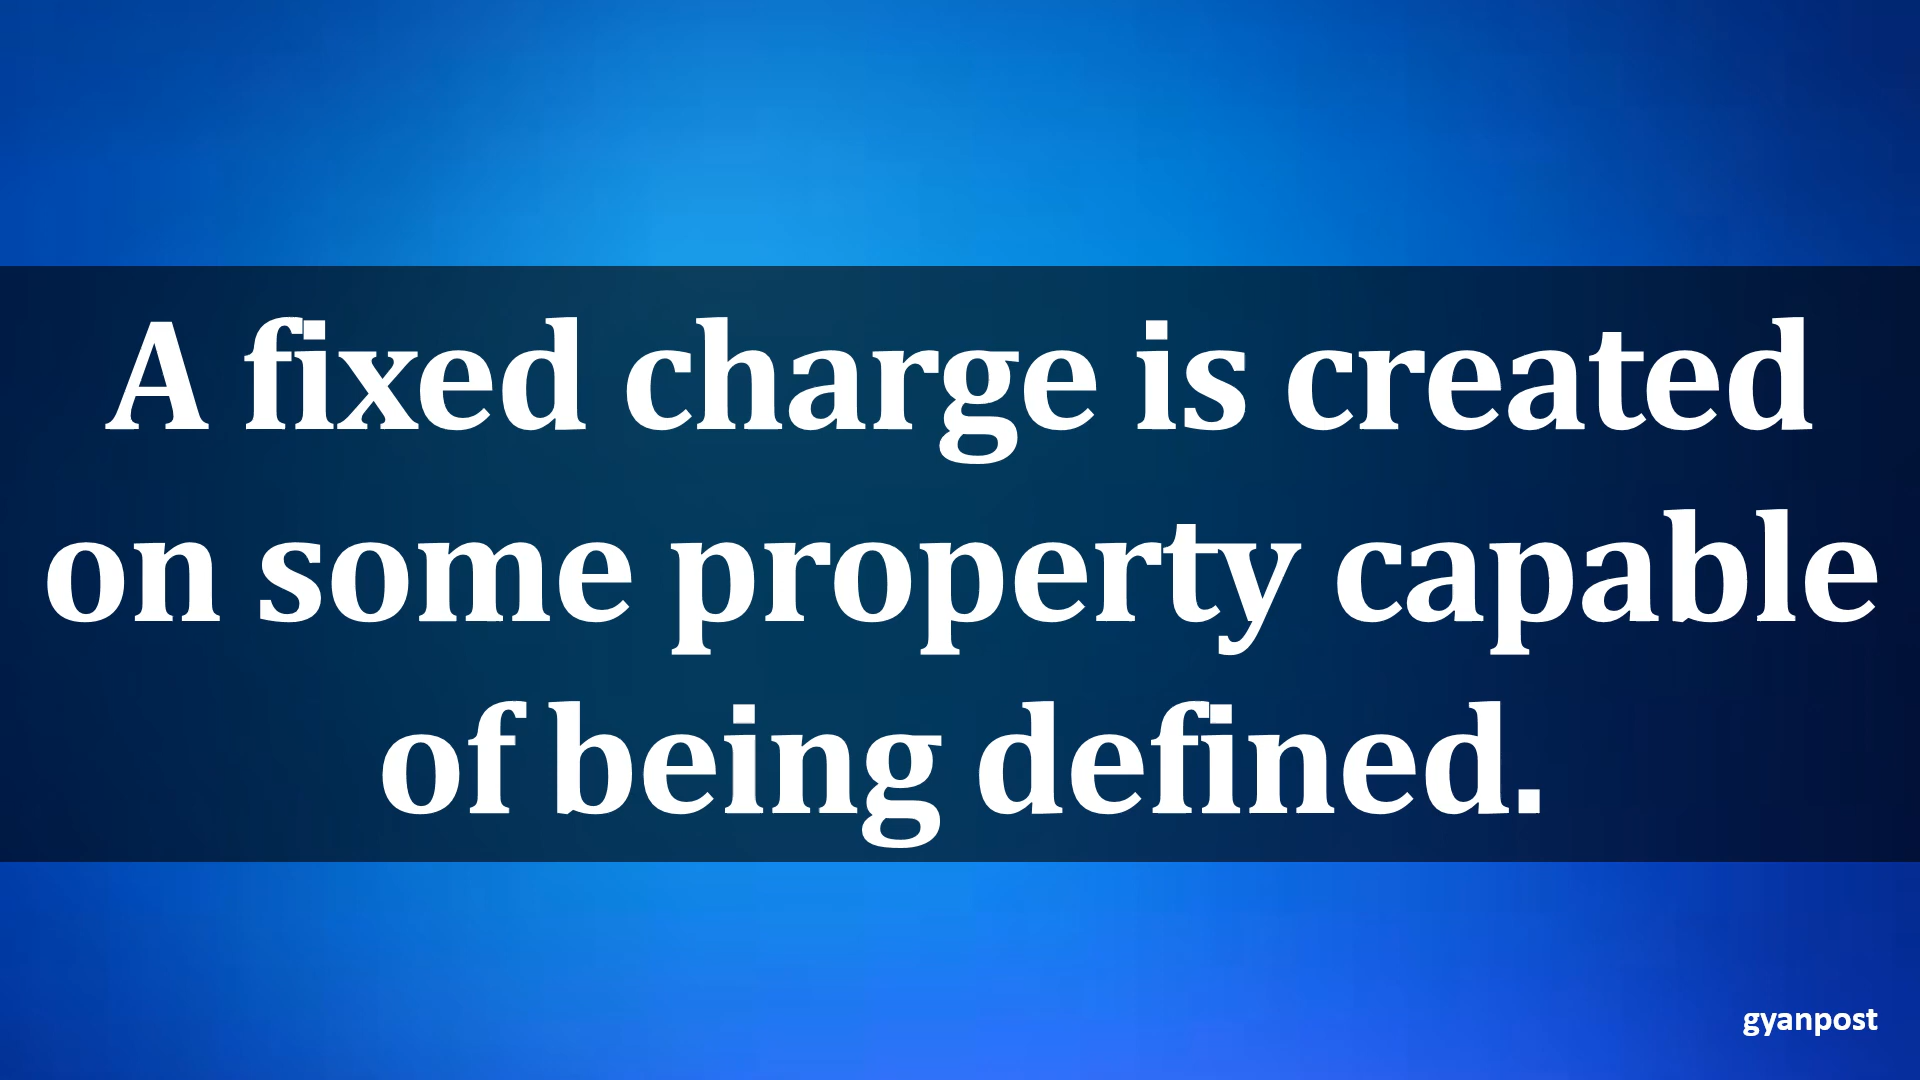 A fixed charge is created
on some property capable
of being defined.
gyanpost